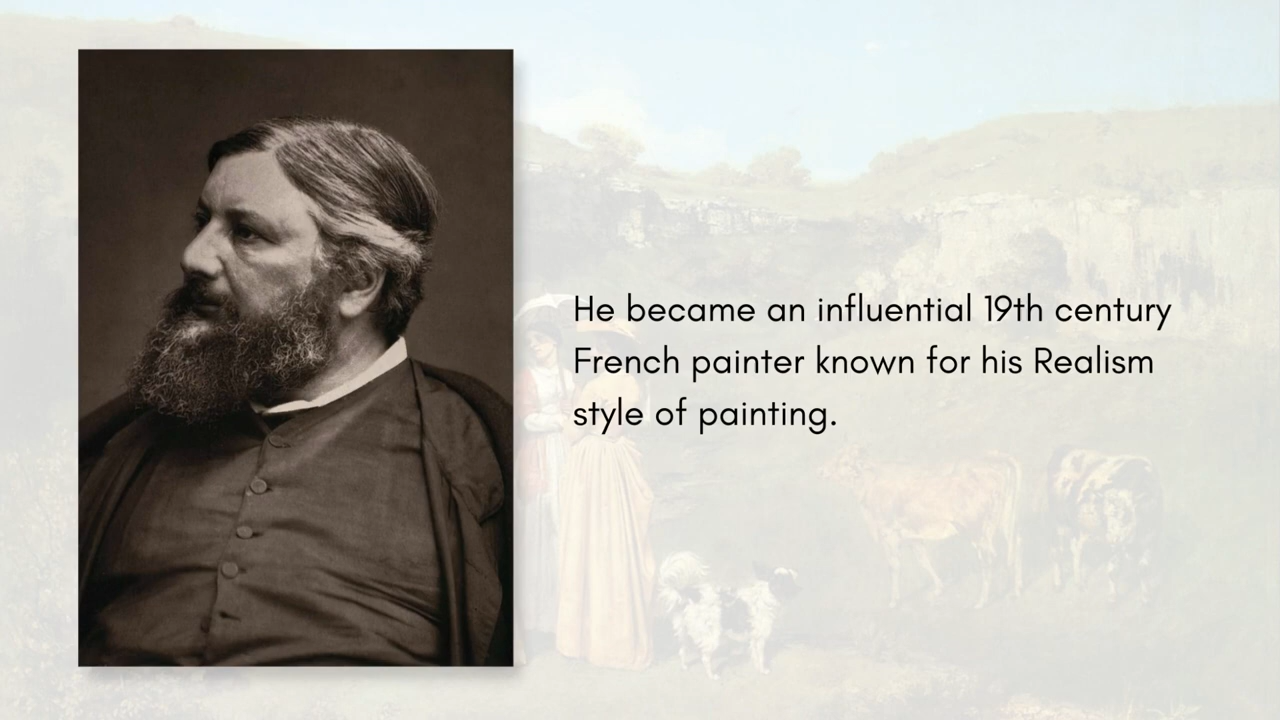 He became an influential 19th century
French painter known for his Realism
style of painting.